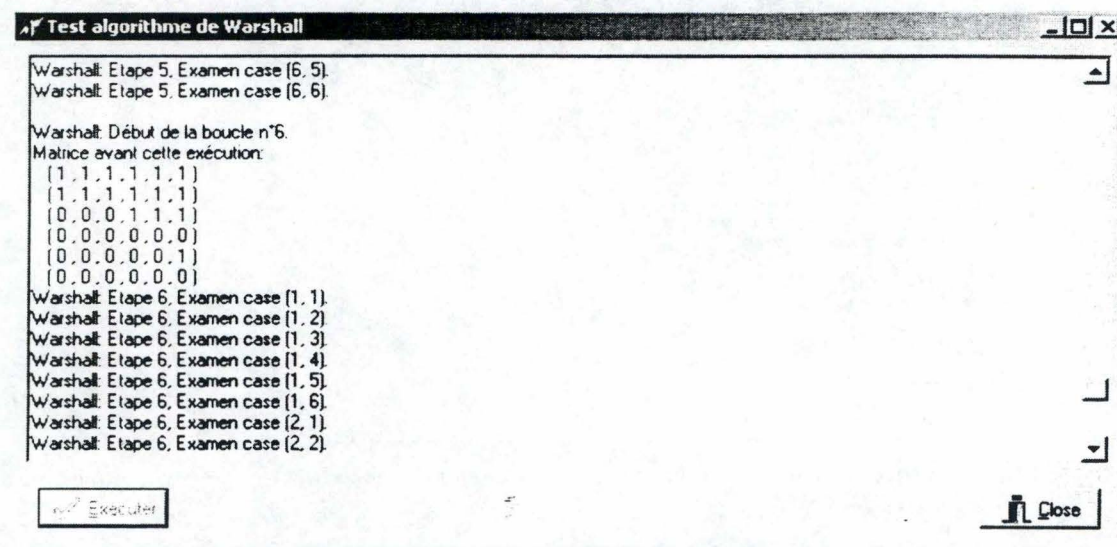 Test algorithme de Warshall
Warshall: Etape 5, Examen case (6, 5).
Warshall: Etape 5, Examen case (6, 6).
Warshall: Début de la boucle n°6.
Matrice avant cette exécution:
(1,1,1,1,1,1)
(1,1,1,1,1,1)
(0,0,0,1,1,1)
(0,0,0,0,0,0)
(0,0,0,0,0,1)
(0,0,0,0,0,0)
Warshall: Etape 6, Examen case (1, 1).
Warshall: Etape 6, Examen case (1, 2).
Warshall: Etape 6, Examen case (1, 3).
Warshall: Etape 6, Examen case (1, 4).
Warshall: Etape 6, Examen case (1, 5).
Warshall: Etape 6, Examen case (1, 6).
Warshall: Etape 6, Examen case (2, 1).
Warshall: Etape 6, Examen case (2, 2).
Executer
Close